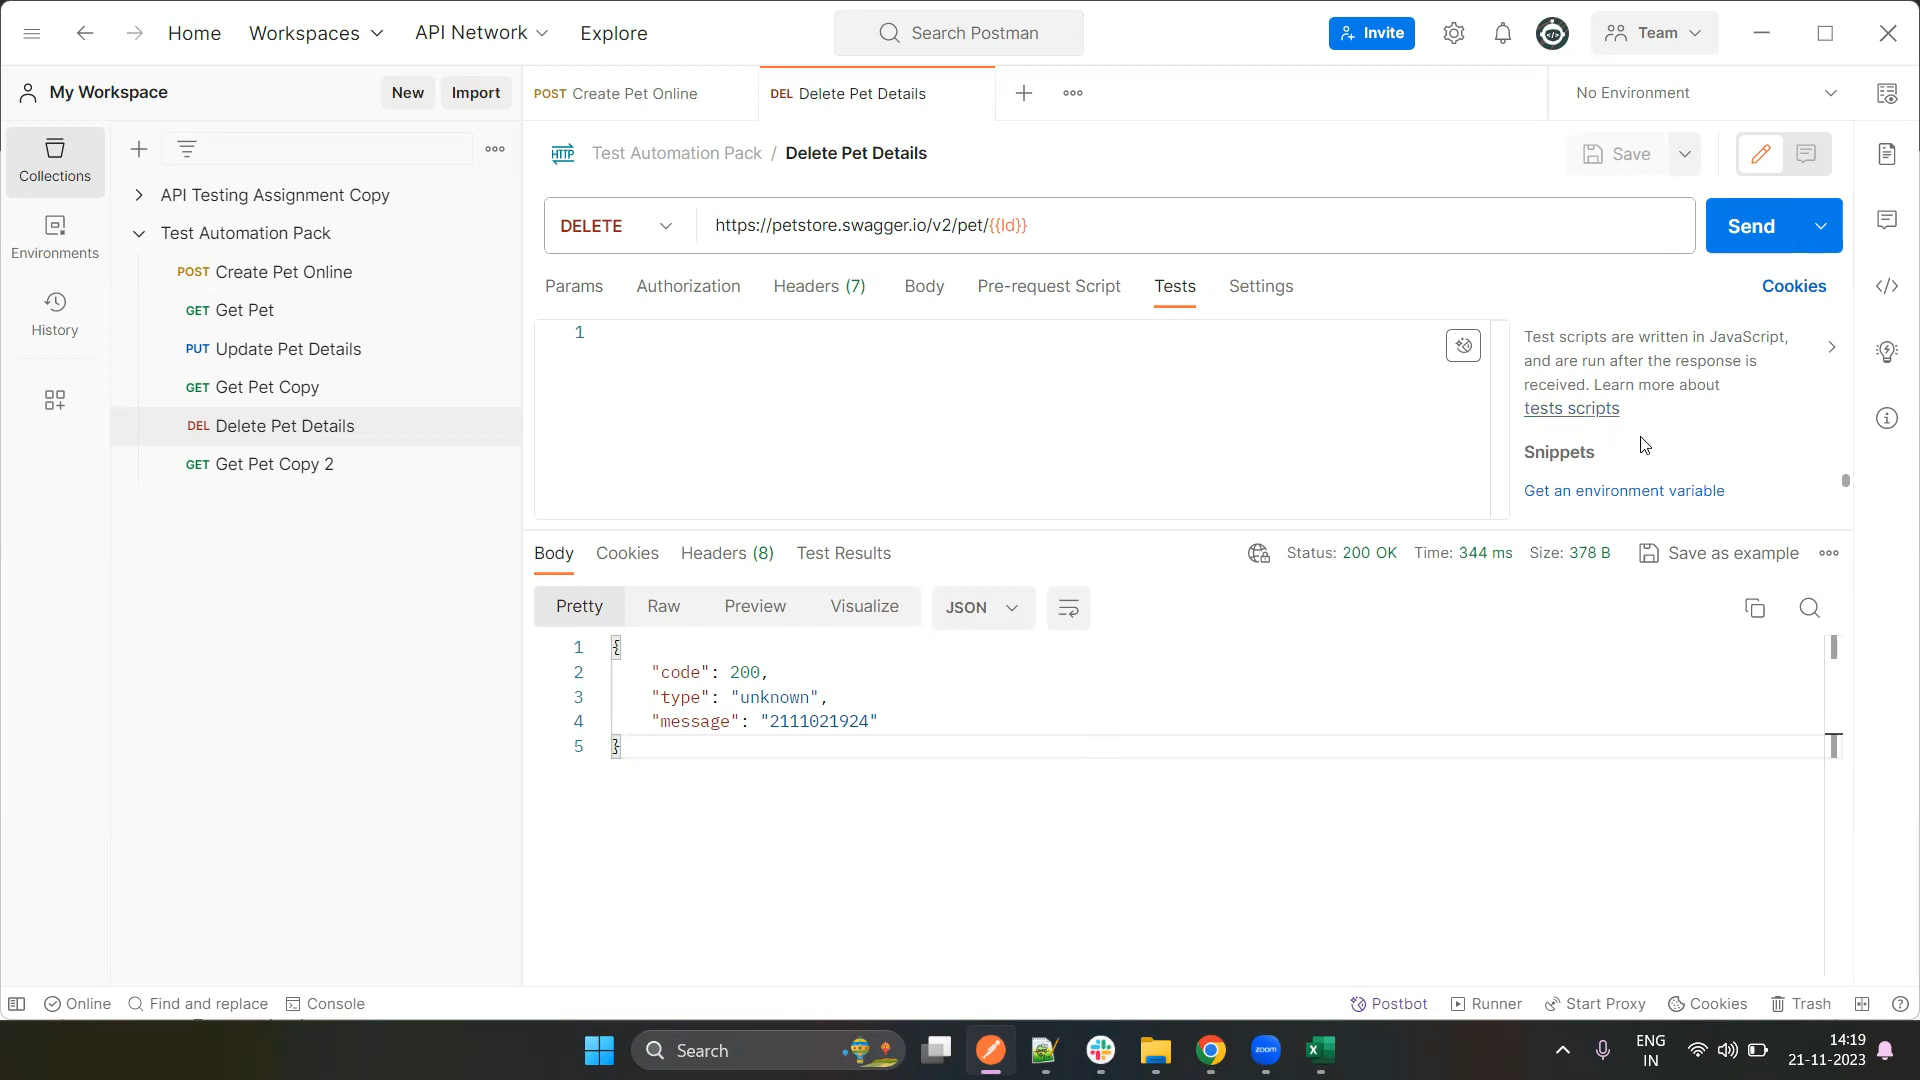 Home
Workspaces
API Network
Explore
Search Postman
Invite
Team
My Workspace
New
Import
POST Create Pet Online
DEL Delete Pet Details
No Environment
Collections
Environments
History
API Testing Assignment Copy
Test Automation Pack
POST Create Pet Online
GET Get Pet
PUT Update Pet Details
GET Get Pet Copy
DEL Delete Pet Details
GET Get Pet Copy 2
HTTP
Test Automation Pack / Delete Pet Details
Save
DELETE
https://petstore.swagger.io/v2/pet/{{Id}}
Send
Params
Authorization
Headers (7)
Body
Pre-request Script
Tests
Settings
Cookies
1
Test scripts are written in JavaScript,
and are run after the response is
received. Learn more about
tests scripts
Snippets
Get an environment variable
Body
Cookies
Headers (8)
Test Results
Status: 200 OK
Time: 344 ms
Size: 378 B
Save as example
Pretty
Raw
Preview
Visualize
JSON
1 {
2 "code": 200,
3 "type": "unknown",
4 "message": "2111021924"
5 }
Online
Find and replace
Console
Postbot
Runner
Start Proxy
Cookies
Trash
Search
zoom
ENG
IN
14:19
21-11-2023